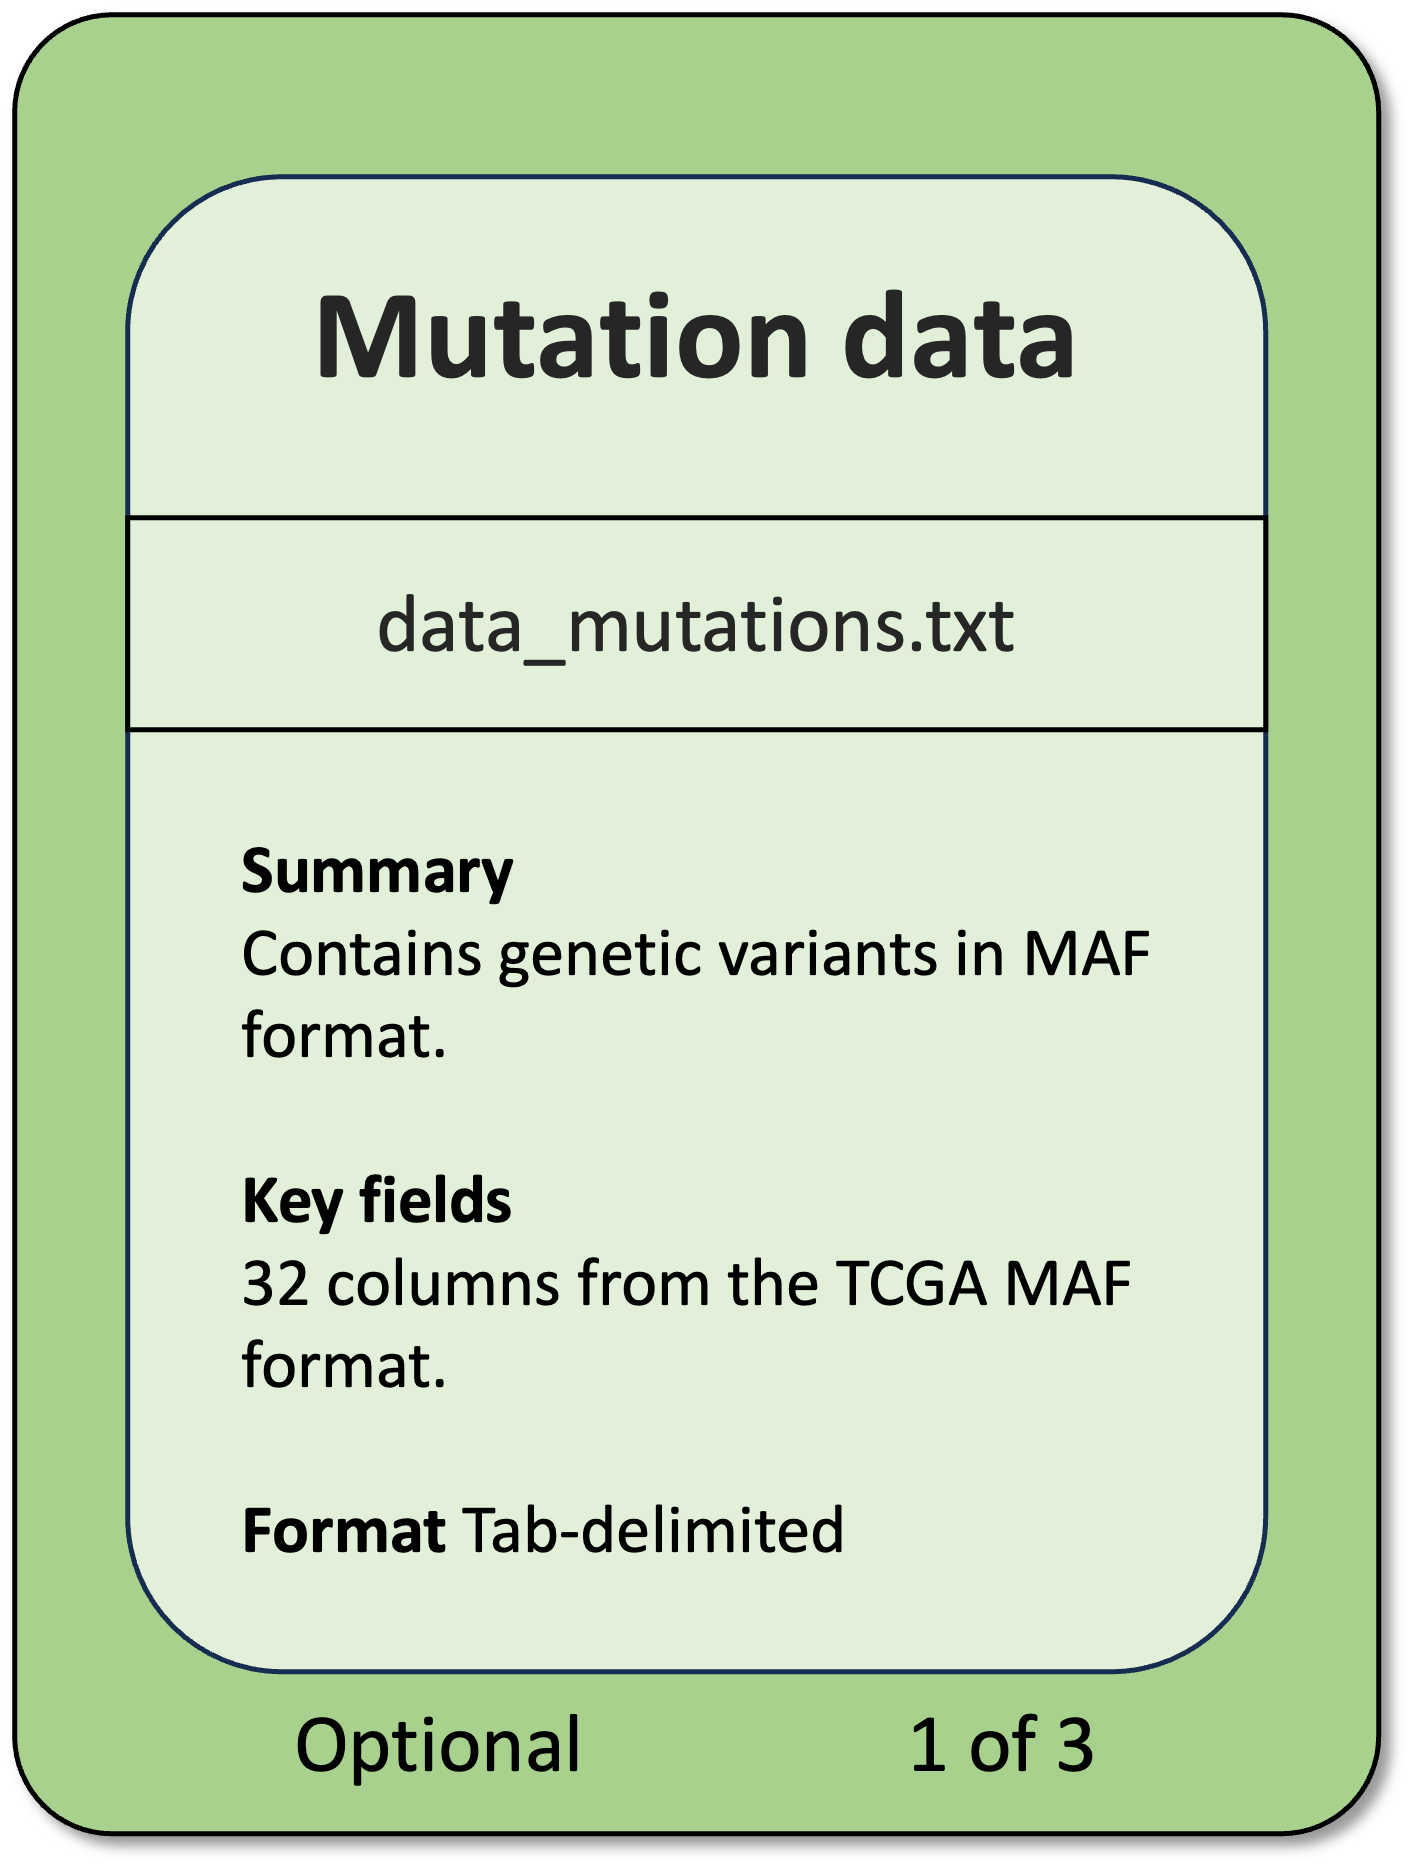 Mutation data
data_mutations.txt
Summary
Contains genetic variants in MAF
format.
Key fields
32 columns from the TCGA MAF
format.
Format Tab-delimited
Optional 1 of 3